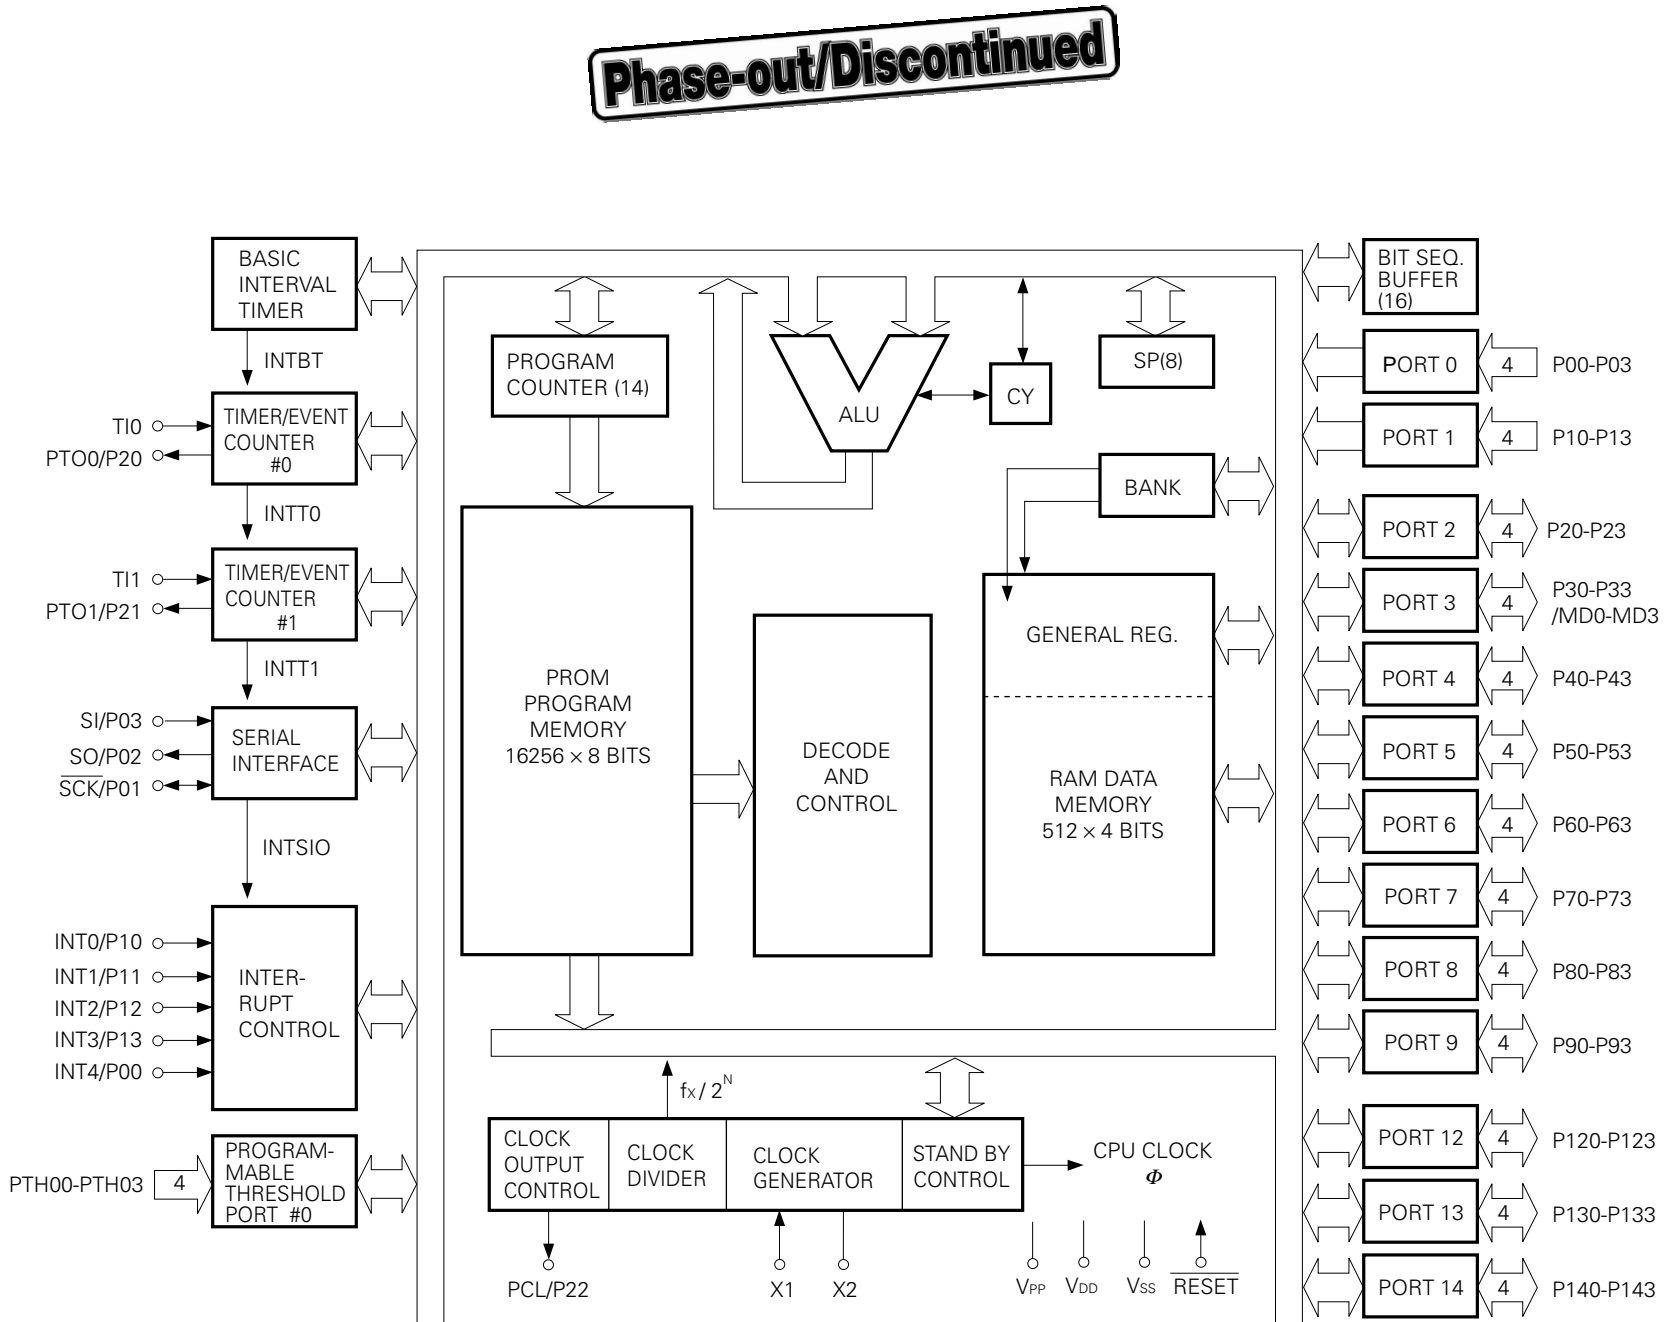 Phase-out/Discontinued
BASIC
INTERVAL
TIMER
INTBT
TI0
PTO0/P20
TIMER/EVENT
COUNTER
#0
INTT0
TI1
PTO1/P21
TIMER/EVENT
COUNTER
#1
INTT1
SI/P03
SO/P02
SCK/P01
SERIAL
INTERFACE
INTSIO
INT0/P10
INT1/P11
INT2/P12
INT3/P13
INT4/P00
INTER-
RUPT
CONTROL
PTH00-PTH03
4
PROGRAM-
MABLE
THRESHOLD
PORT #0
PROGRAM
COUNTER (14)
ALU
CY
SP(8)
BANK
PROM
PROGRAM
MEMORY
16256 × 8 BITS
DECODE
AND
CONTROL
GENERAL REG.
RAM DATA
MEMORY
512 × 4 BITS
fX / 2N
CLOCK
OUTPUT
CONTROL
CLOCK
DIVIDER
CLOCK
GENERATOR
STAND BY
CONTROL
CPU CLOCK
Φ
PCL/P22
X1
X2
VPP
VDD
VSS
RESET
BIT SEQ.
BUFFER
(16)
PORT 0
4
P00-P03
PORT 1
4
P10-P13
PORT 2
4
P20-P23
PORT 3
4
P30-P33
/MD0-MD3
PORT 4
4
P40-P43
PORT 5
4
P50-P53
PORT 6
4
P60-P63
PORT 7
4
P70-P73
PORT 8
4
P80-P83
PORT 9
4
P90-P93
PORT 12
4
P120-P123
PORT 13
4
P130-P133
PORT 14
4
P140-P143